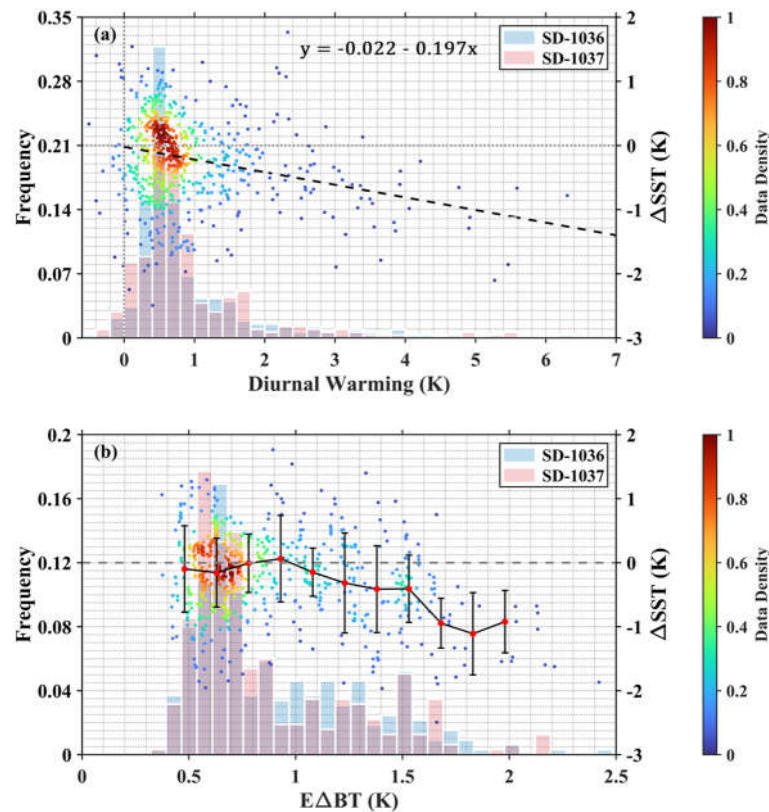 (a)
y = -0.022 - 0.197x
SD-1036
SD-1037
0.35
0.28
0.21
0.14
0.07
0
Frequency
2
1
0
-1
-2
-3
ΔSST (K)
0 1 2 3 4 5 6 7
Diurnal Warming (K)
1
0.8
0.6
0.4
0.2
0
Data Density
(b)
SD-1036
SD-1037
0.2
0.16
0.12
0.08
0.04
0
Frequency
2
1
0
-1
-2
-3
ΔSST (K)
0 0.5 1 1.5 2 2.5
EΔBT (K)
1
0.8
0.6
0.4
0.2
0
Data Density